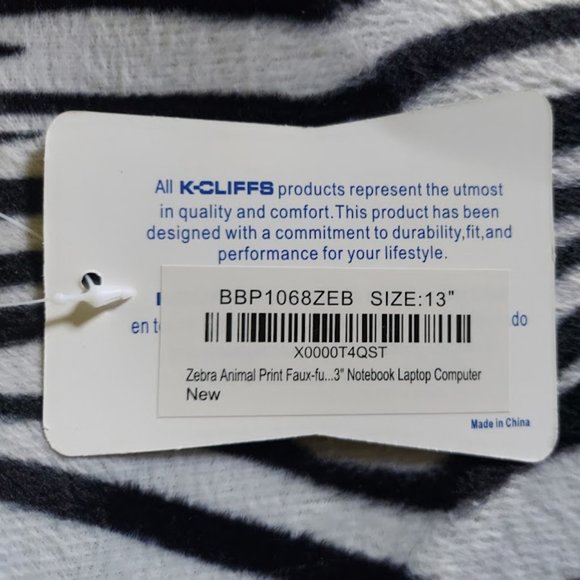 All K-CLIFFS products represent the utmost
in quality and comfort.This product has been
designed with a commitment to durability,fit,and
performance for your lifestyle.
BBP1068ZEB SIZE:13"
en
do
X0000T4QST
Zebra Animal Print Faux-fu...3" Notebook Laptop Computer
New
Made in China